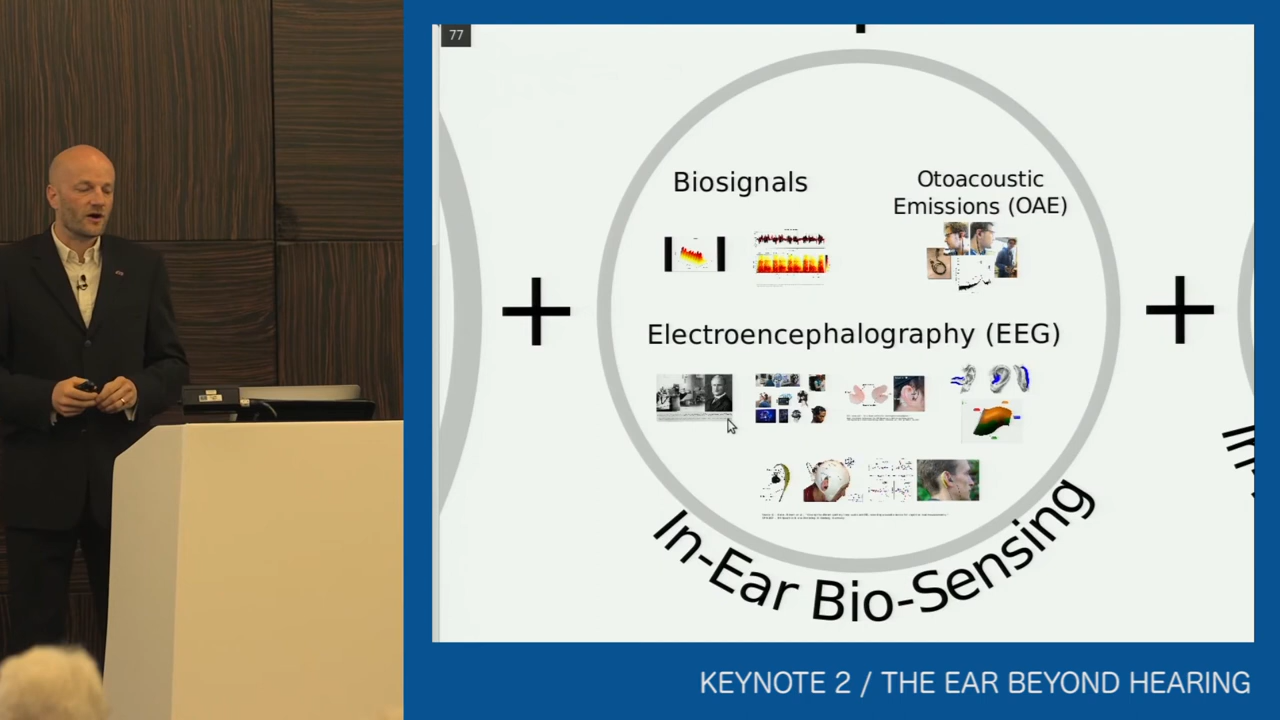 77
Biosignals
Otoacoustic
Emissions (OAE)
Electroencephalography (EEG)
In-Ear Bio-Sensing
KEYNOTE 2 / THE EAR BEYOND HEARING